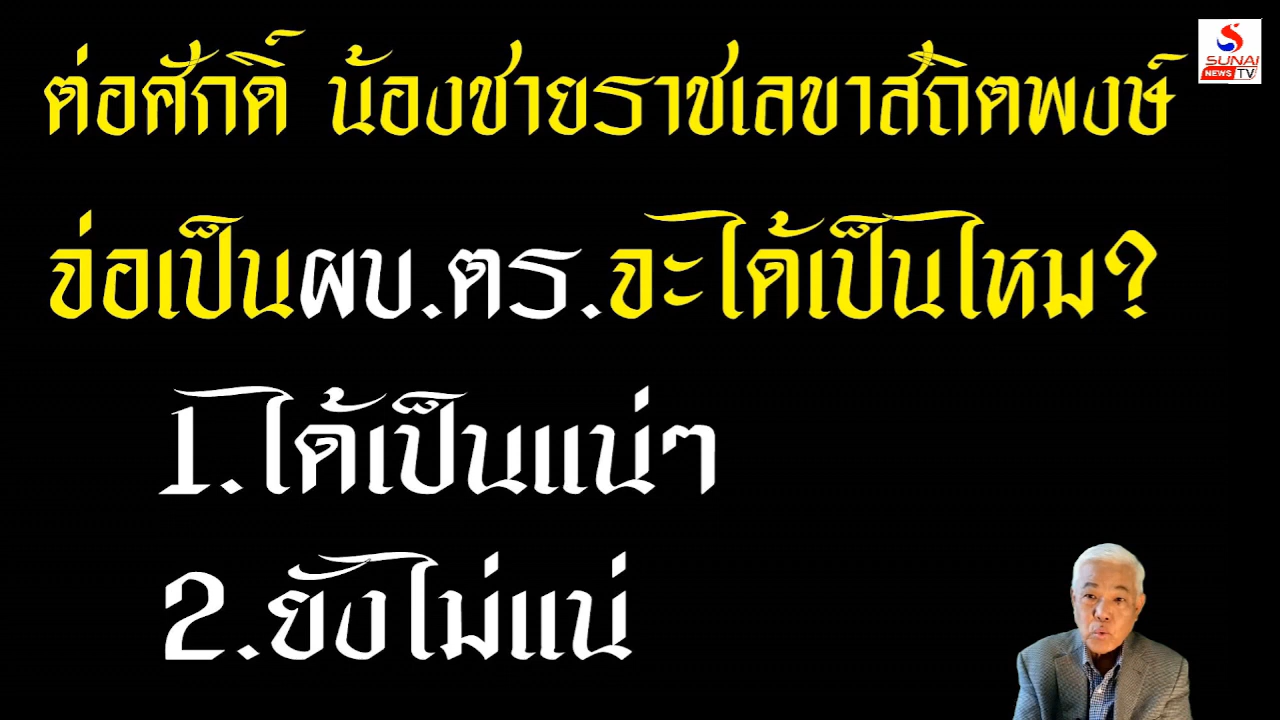 ต่อศักดิ์ น้องชายราชเลขาสถิตพงษ์
SUNAI
NEWS TV
จ่อเป็นผบ.ตร.จะได้เป็นไหม?
1.ได้เป็นแน่ๆ
2.ยังไม่แน่